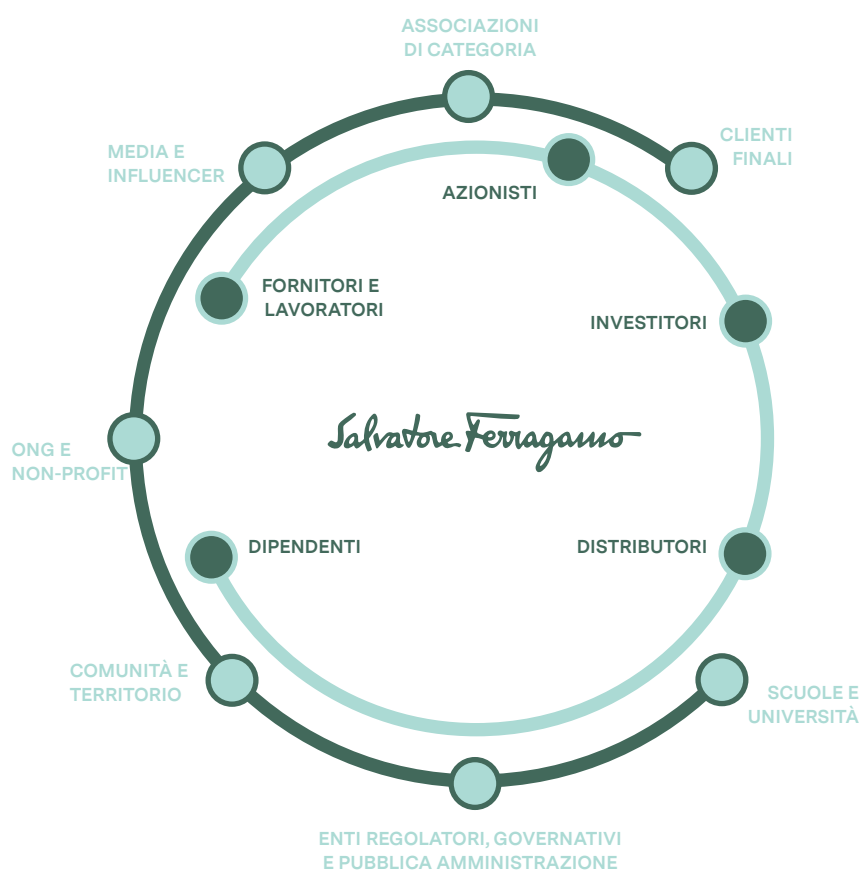 ASSOCIAZIONI
DI CATEGORIA
CLIENTI
FINALI
MEDIA E
INFLUENCER
AZIONISTI
FORNITORI E
LAVORATORI
INVESTITORI
Salvatore Ferragamo
ONG E
NON-PROFIT
DIPENDENTI
DISTRIBUTORI
COMUNITÀ E
TERRITORIO
SCUOLE E
UNIVERSITÀ
ENTI REGOLATORI, GOVERNATIVI
E PUBBLICA AMMINISTRAZIONE